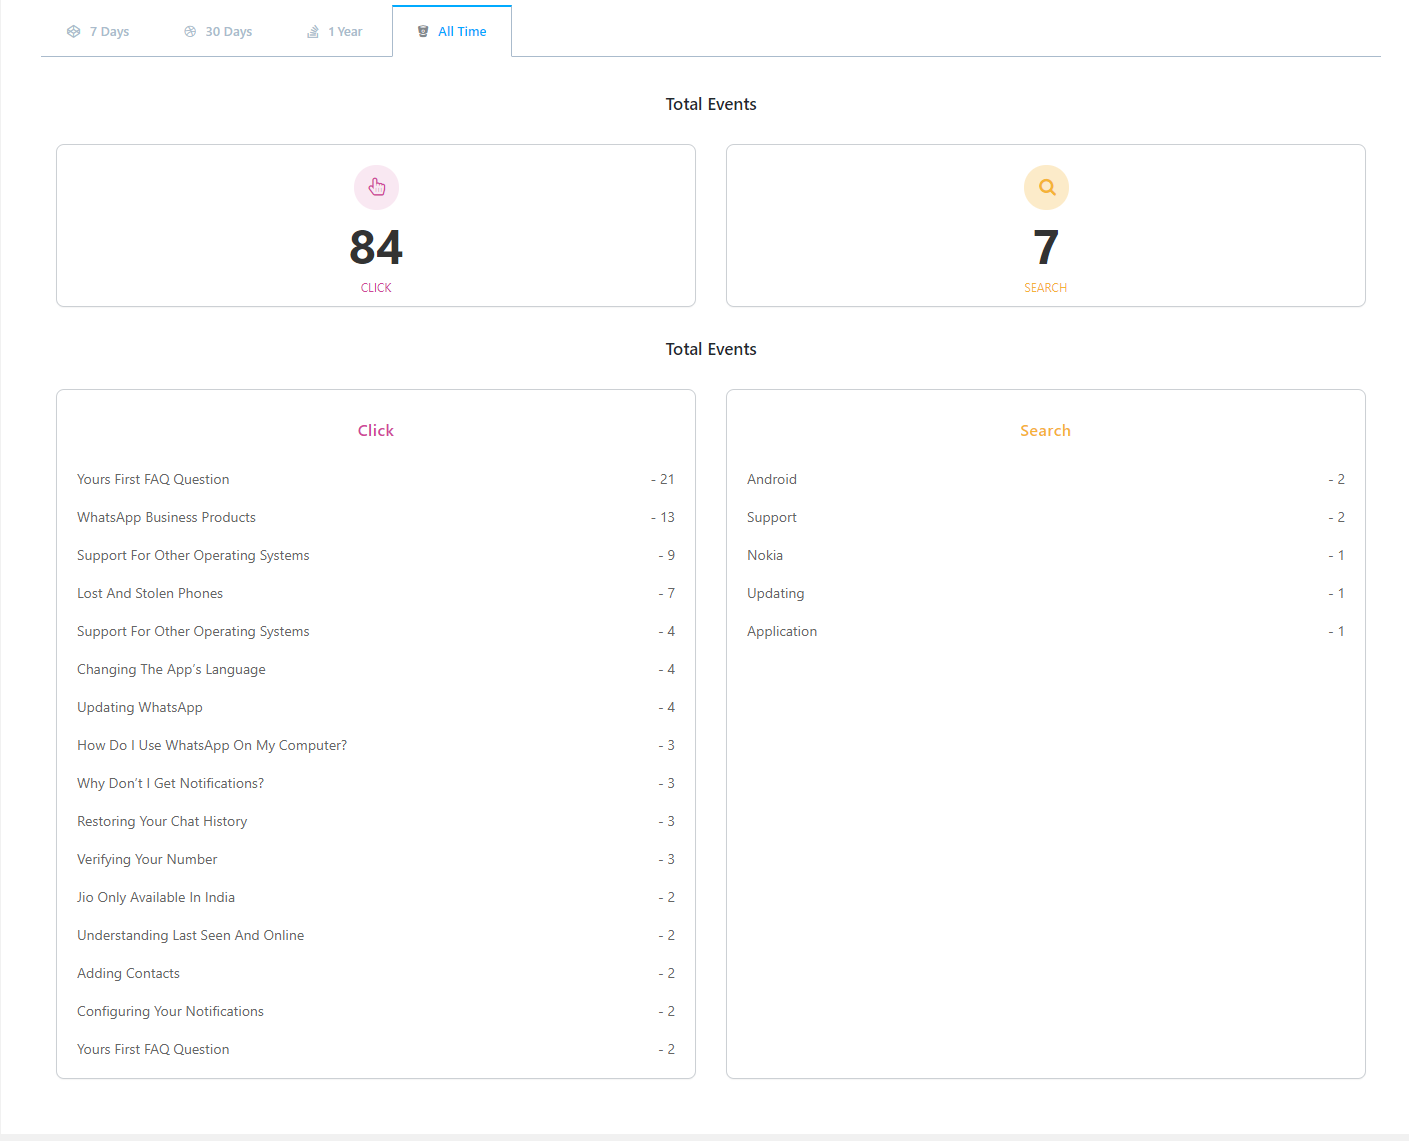 7 Days 30 Days 1 Year All Time
Total Events
84
CLICK
7
SEARCH
Total Events
Click
Yours First FAQ Question - 21
WhatsApp Business Products - 13
Support For Other Operating Systems - 9
Lost And Stolen Phones - 7
Support For Other Operating Systems - 4
Changing The App's Language - 4
Updating WhatsApp - 4
How Do I Use WhatsApp On My Computer? - 3
Why Don't I Get Notifications? - 3
Restoring Your Chat History - 3
Verifying Your Number - 3
Jio Only Available In India - 2
Understanding Last Seen And Online - 2
Adding Contacts - 2
Configuring Your Notifications - 2
Yours First FAQ Question - 2
Search
Android - 2
Support - 2
Nokia - 1
Updating - 1
Application - 1